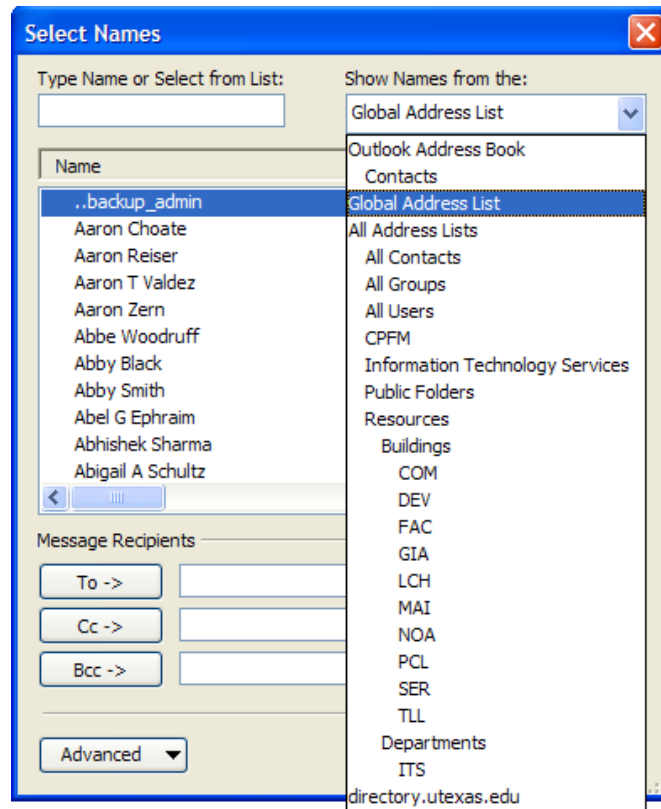 Select Names
Type Name or Select from List:
Show Names from the:
Global Address List
Name
..backup_admin
Aaron Choate
Aaron Reiser
Aaron T Valdez
Aaron Zern
Abbe Woodruff
Abby Black
Abby Smith
Abel G Ephraim
Abhishek Sharma
Abigail A Schultz
Outlook Address Book
Contacts
Global Address List
All Address Lists
All Contacts
All Groups
All Users
CPFM
Information Technology Services
Public Folders
Resources
Buildings
COM
DEV
FAC
GIA
LCH
MAI
NOA
PCL
SER
TLL
Departments
ITS
directory.utexas.edu
Message Recipients
To ->
Cc ->
Bcc ->
Advanced